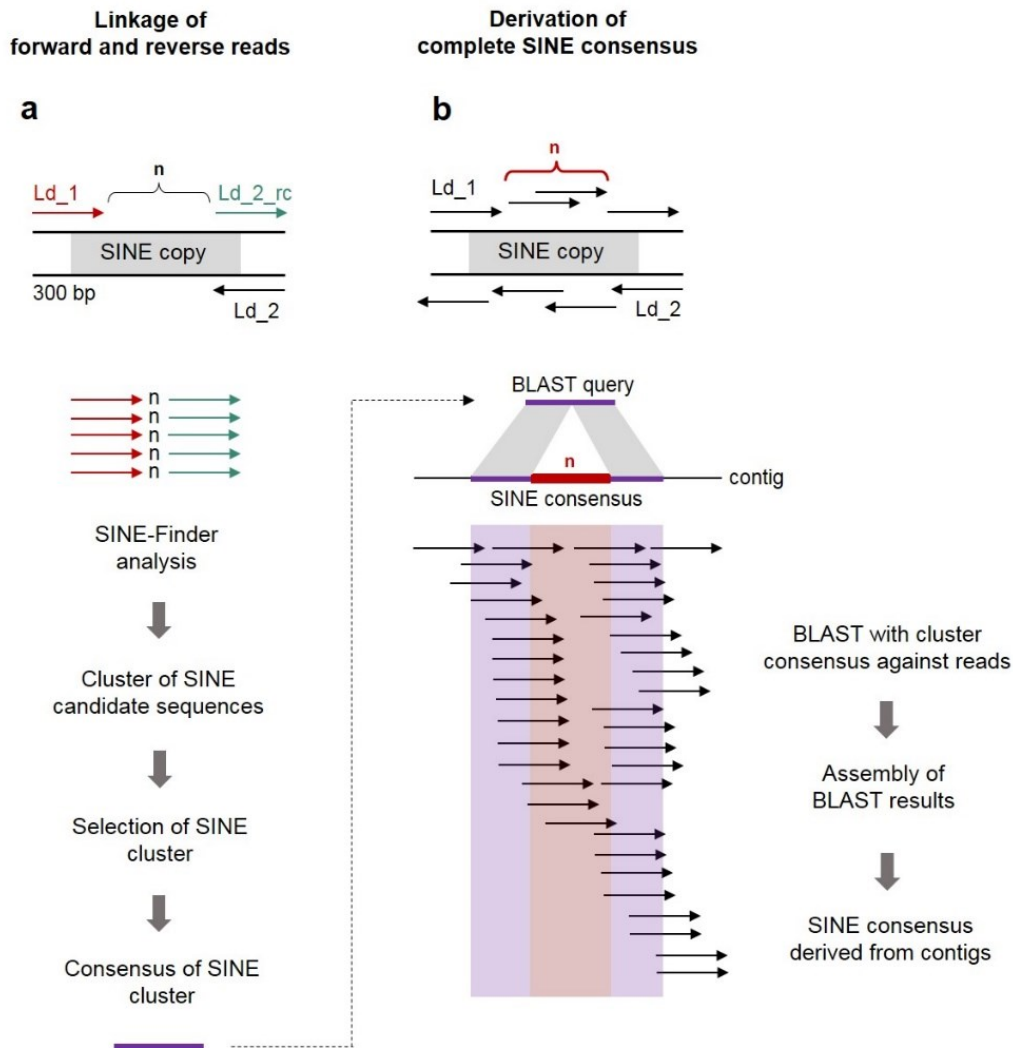 Linkage of
forward and reverse reads
a
n
Ld_1
Ld_2_rc
SINE copy
300 bp
Ld_2
n
n
n
n
n
SINE-Finder
analysis
Cluster of SINE
candidate sequences
Selection of SINE
cluster
Consensus of SINE
cluster
Derivation of
complete SINE consensus
b
n
Ld_1
SINE copy
Ld_2
BLAST query
n
contig
SINE consensus
BLAST with cluster
consensus against reads
Assembly of
BLAST results
SINE consensus
derived from contigs